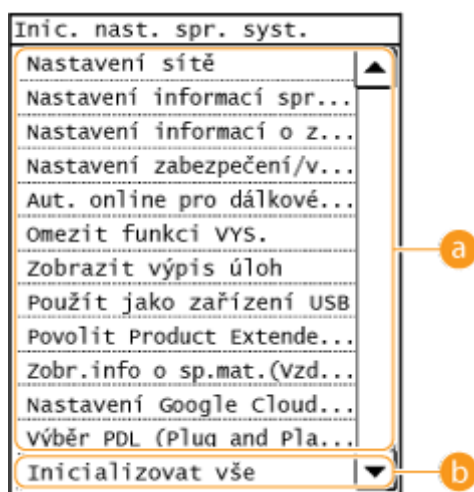 Inic. nast. spr. syst.
Nastavení sítě
Nastavení informací spr...
Nastavení informací o z...
Nastavení zabezpečení/v...
Aut. online pro dálkové...
Omezit funkci VYS.
Zobrazit výpis úloh
Použít jako zařízení USB
Povolit Product Extende...
Zobr.info o sp.mat.(Vzd...
Nastavení Google Cloud...
Výběr PDL (Plug and Pla...
Inicializovat vše
a
b